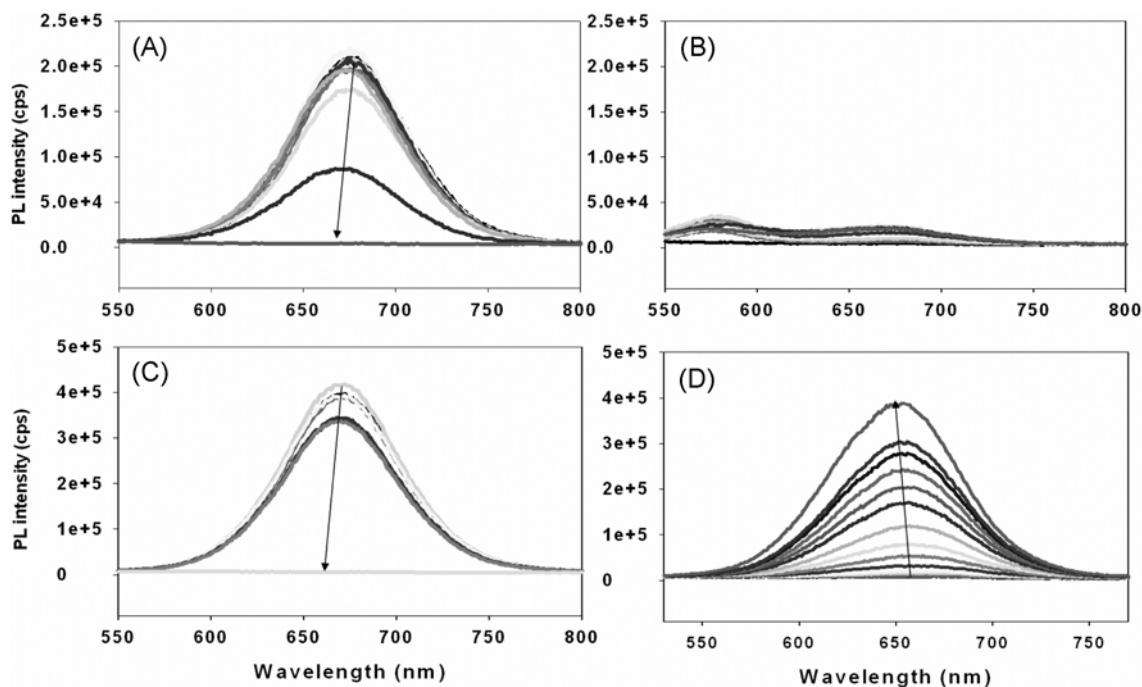 (A)
PL intensity (cps)
2.5e+5
2.0e+5
1.5e+5
1.0e+5
5.0e+4
0.0
550 600 650 700 750 800
(B)
2.5e+5
2.0e+5
1.5e+5
1.0e+5
5.0e+4
0.0
550 600 650 700 750 800
(C)
PL intensity (cps)
5e+5
4e+5
3e+5
2e+5
1e+5
0
550 600 650 700 750 800
Wavelength (nm)
(D)
5e+5
4e+5
3e+5
2e+5
1e+5
0
550 600 650 700 750
Wavelength (nm)